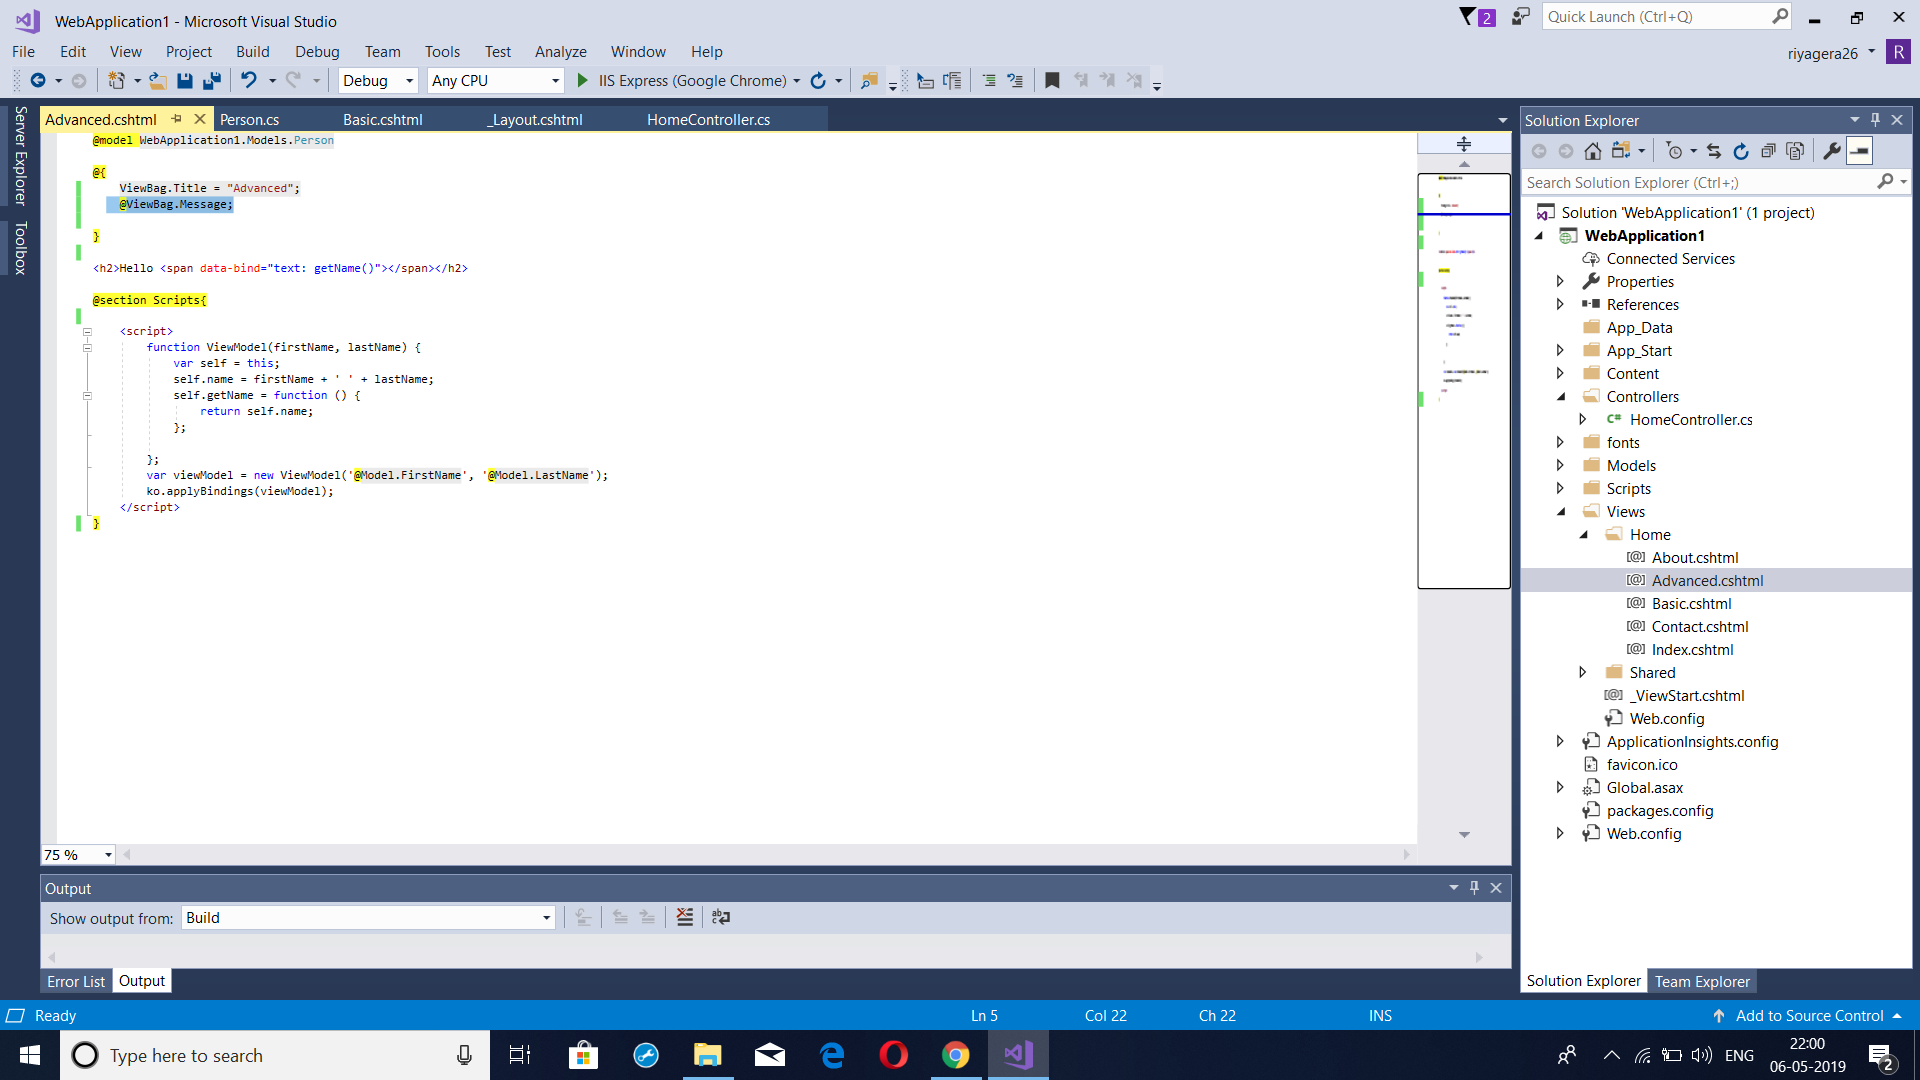 WebApplication1 - Microsoft Visual Studio
2
Quick Launch (Ctrl+Q)
File Edit View Project Build Debug Team Tools Test Analyze Window Help
riyagera26 R
Debug Any CPU IIS Express (Google Chrome)
Server Explorer
Toolbox
Advanced.cshtml Person.cs Basic.cshtml _Layout.cshtml HomeController.cs
@model WebApplication1.Models.Person
@{
ViewBag.Title = "Advanced";
@ViewBag.Message;
}
<h2>Hello <span data-bind="text: getName()"></span></h2>
@section Scripts{
<script>
function ViewModel(firstName, lastName) {
var self = this;
self.name = firstName + ' ' + lastName;
self.getName = function () {
return self.name;
};
};
var viewModel = new ViewModel('@Model.FirstName', '@Model.LastName');
ko.applyBindings(viewModel);
</script>
}
75 %
Output
Show output from: Build
Error List Output
Solution Explorer
Search Solution Explorer (Ctrl+;)
Solution 'WebApplication1' (1 project)
WebApplication1
Connected Services
Properties
References
App_Data
App_Start
Content
Controllers
C# HomeController.cs
fonts
Models
Scripts
Views
Home
[@] About.cshtml
[@] Advanced.cshtml
[@] Basic.cshtml
[@] Contact.cshtml
[@] Index.cshtml
Shared
[@] _ViewStart.cshtml
Web.config
ApplicationInsights.config
favicon.ico
Global.asax
packages.config
Web.config
Solution Explorer Team Explorer
Ready Ln 5 Col 22 Ch 22 INS Add to Source Control
Type here to search
ENG
22:00
06-05-2019
2